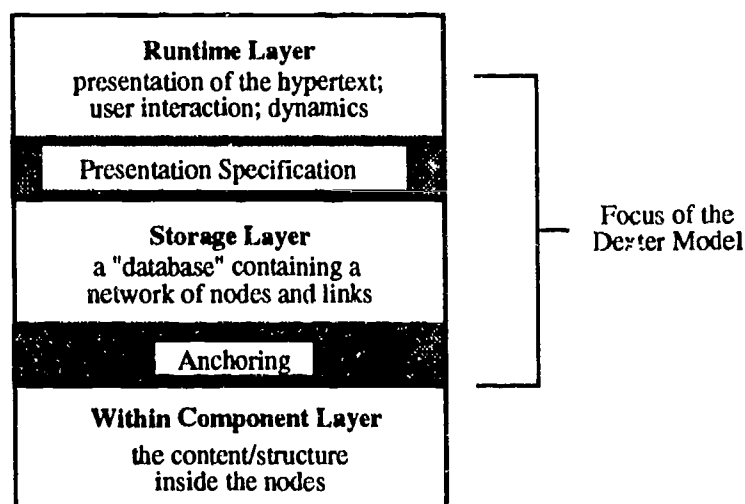 Runtime Layer
presentation of the hypertext;
user interaction; dynamics
Presentation Specification
Storage Layer
a "database" containing a
network of nodes and links
Anchoring
Within Component Layer
the content/structure
inside the nodes
Focus of the
Dexter Model